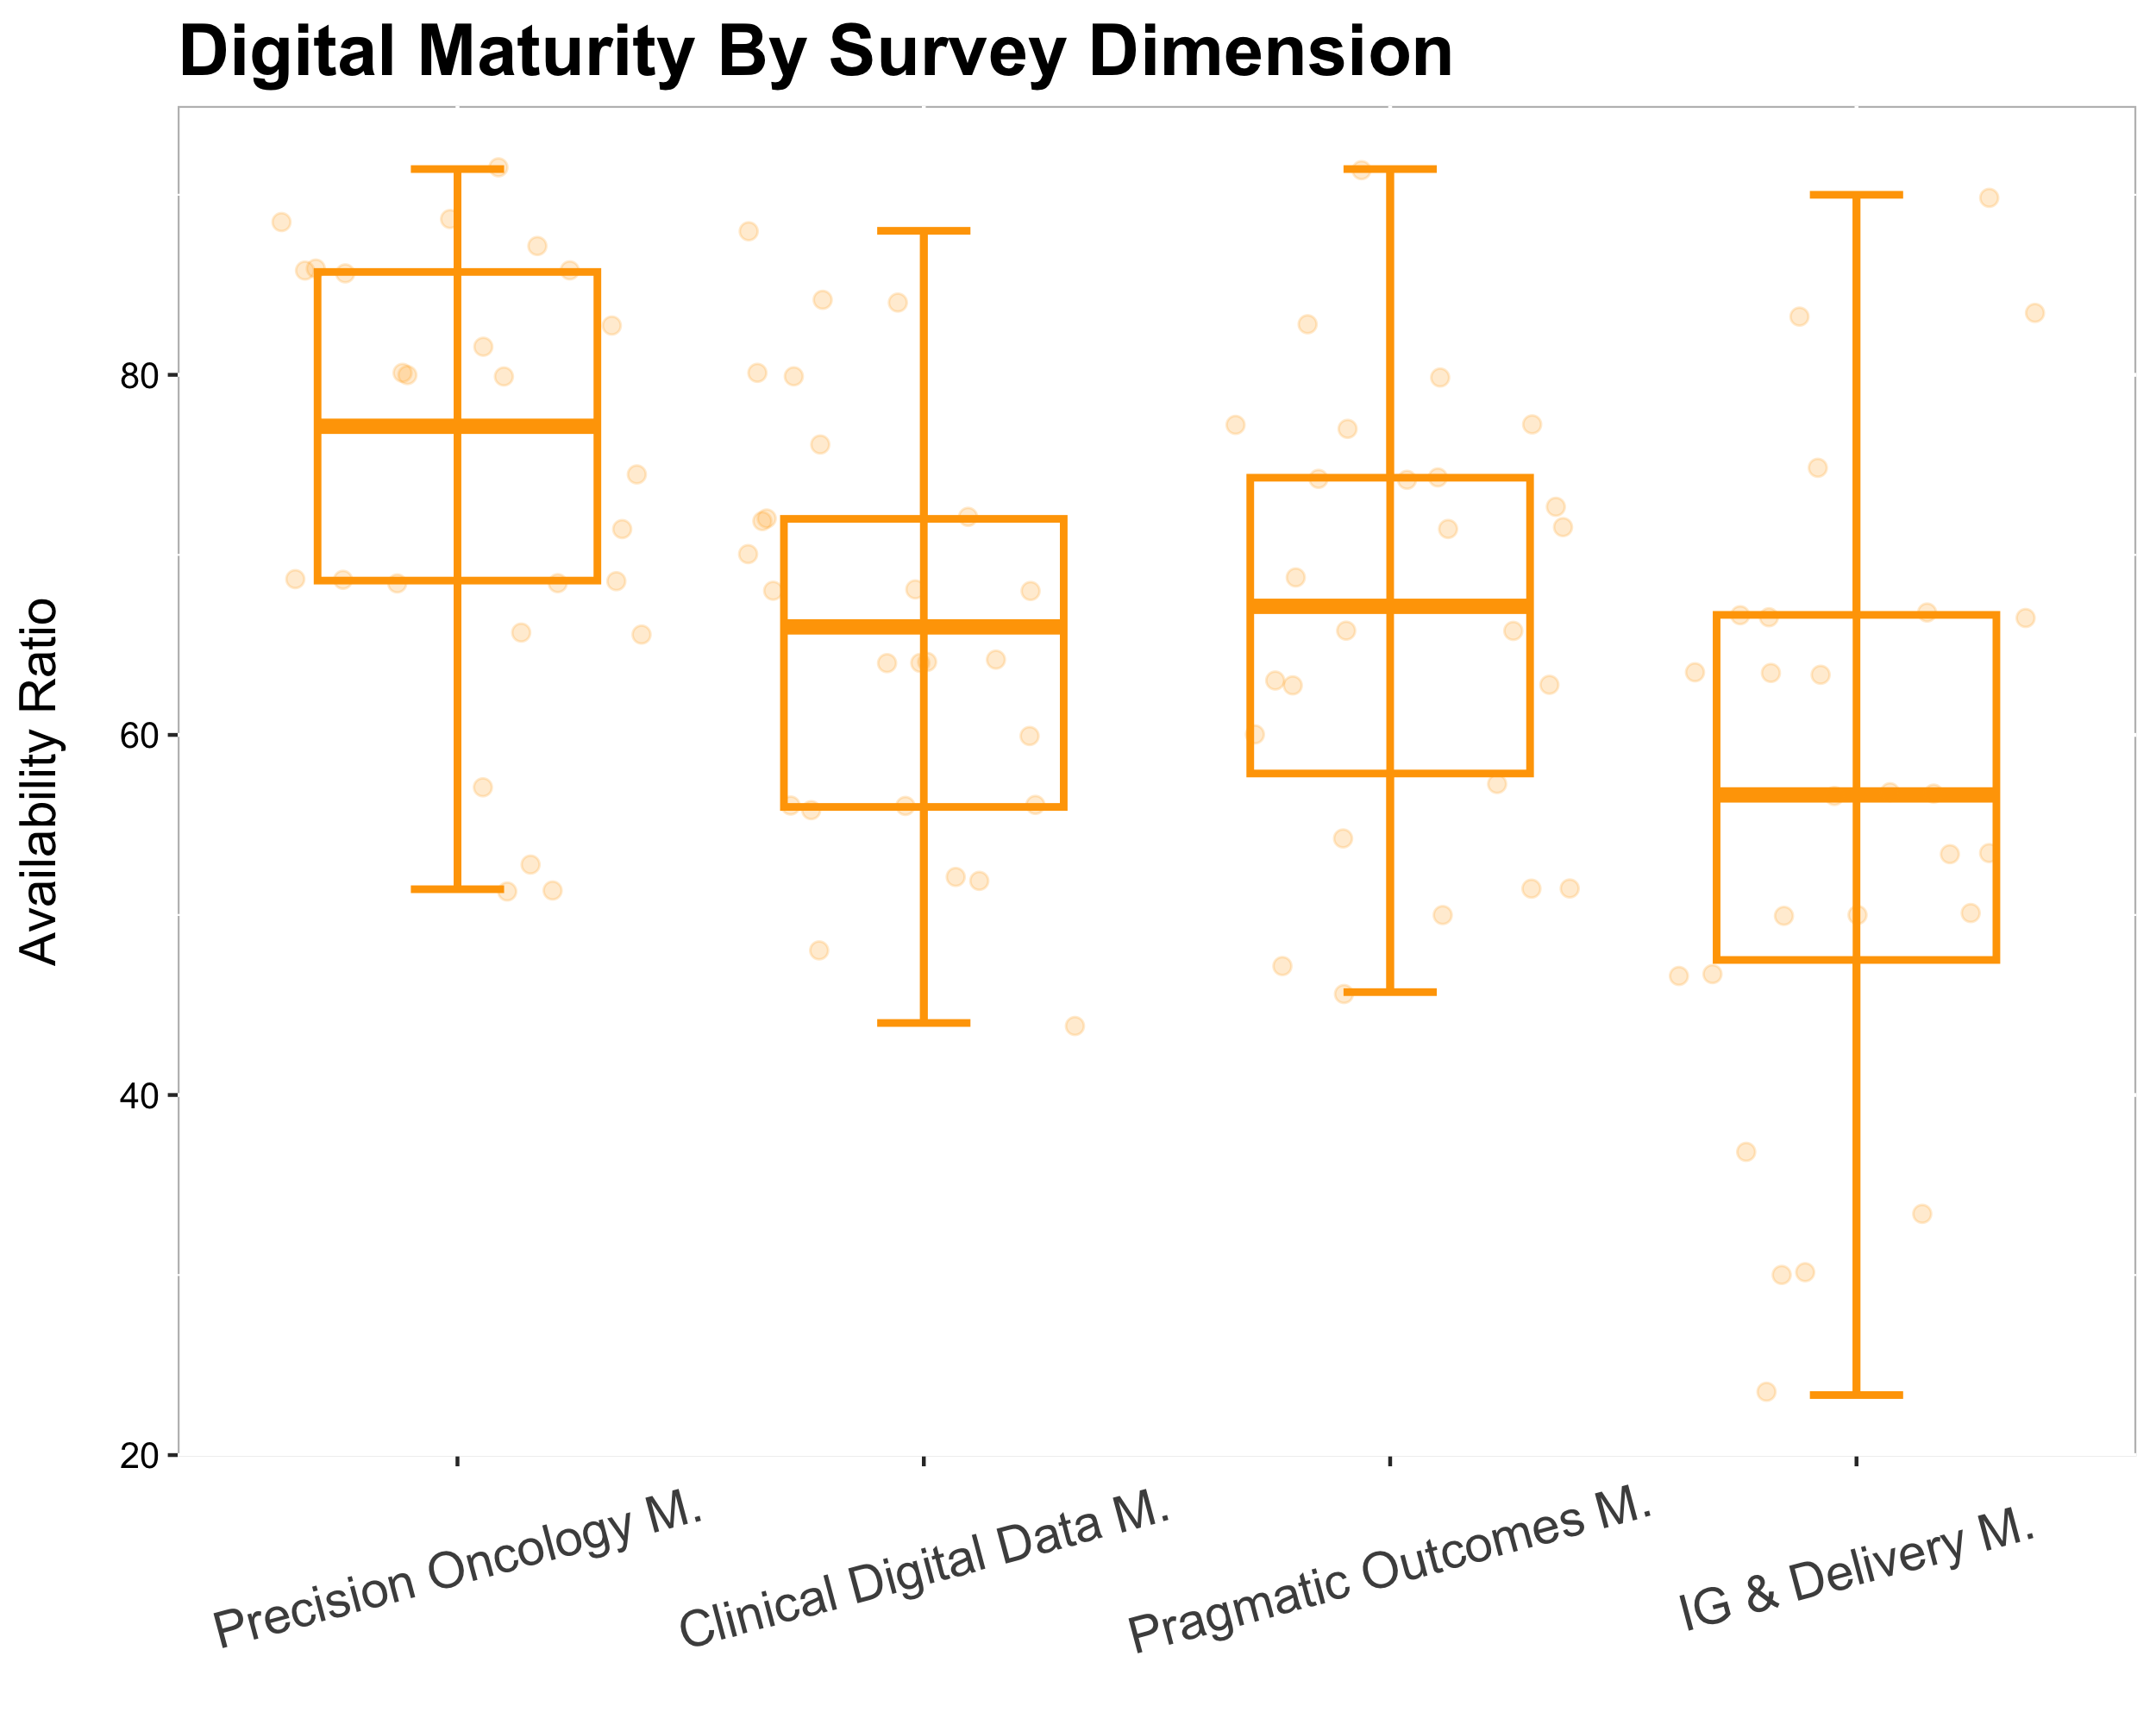 Digital Maturity By Survey Dimension
Availability Ratio
80
60
40
20
Precision Oncology M.
Clinical Digital Data M.
Pragmatic Outcomes M.
IG & Delivery M.